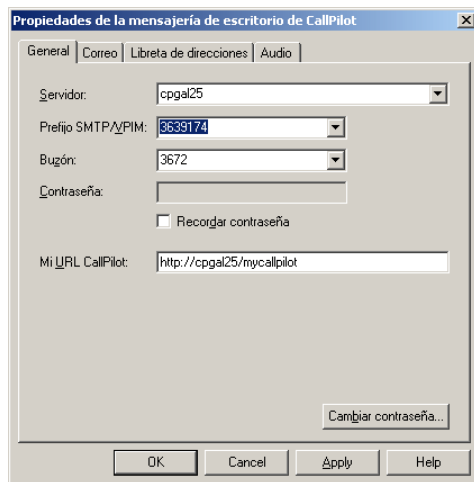 Propiedades de la mensajería de escritorio de CallPilot
General Correo Libreta de direcciones Audio
Servidor: cpgal25
Prefijo SMTP/VPIM: 3639174
Buzón: 3672
Contraseña:
Recordar contraseña
Mi URL CallPilot: http://cpgal25/mycallpilot
Cambiar contraseña...
OK Cancel Apply Help